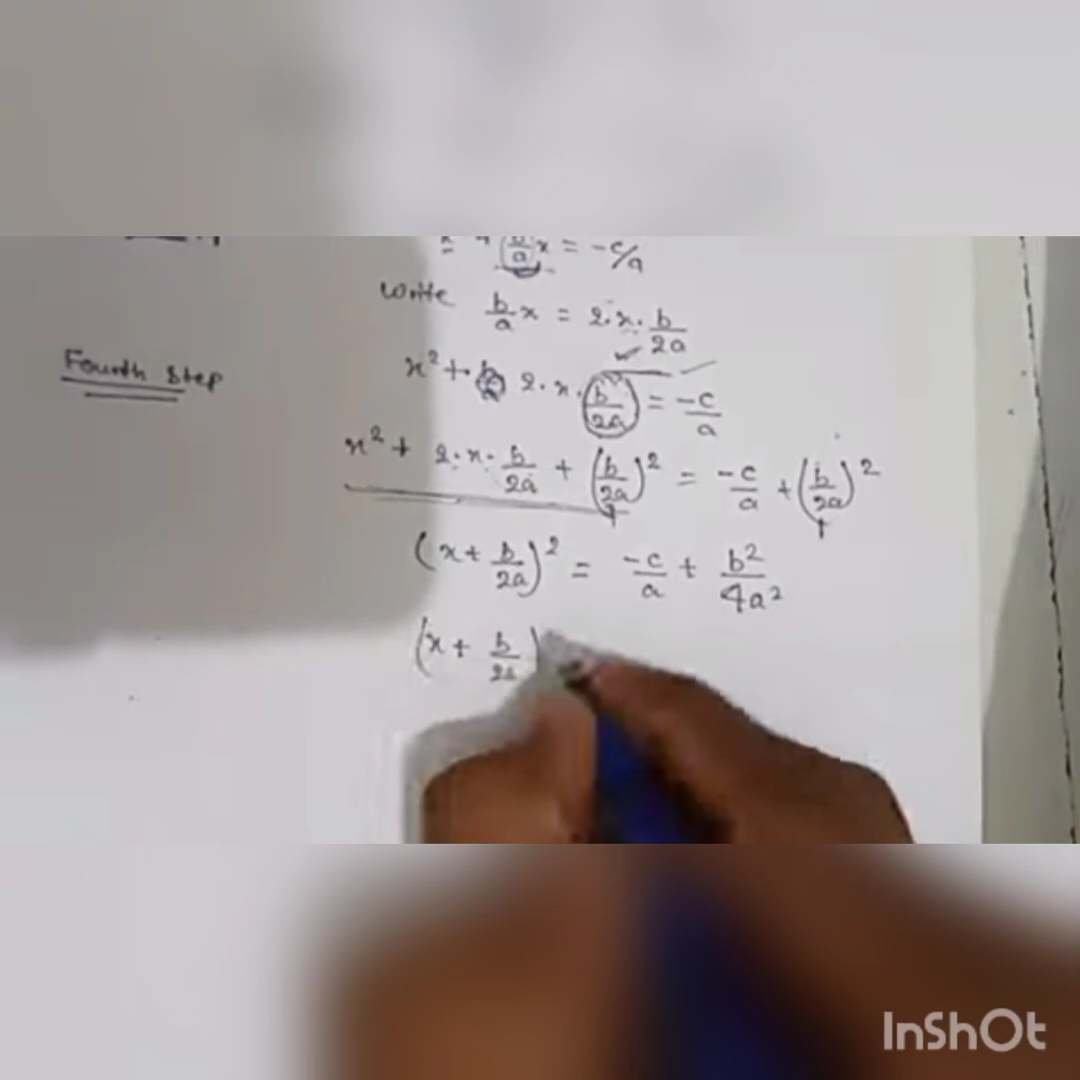 b/a x = -c/a
write b/a x = 2·x· b/2a
Fourth Step
x² + 2·x· b/2a = -c/a
x² + 2·x· b/2a + (b/2a)² = -c/a + (b/2a)²
(x + b/2a)² = -c/a + b²/4a²
(x + b/2a)
InShOt